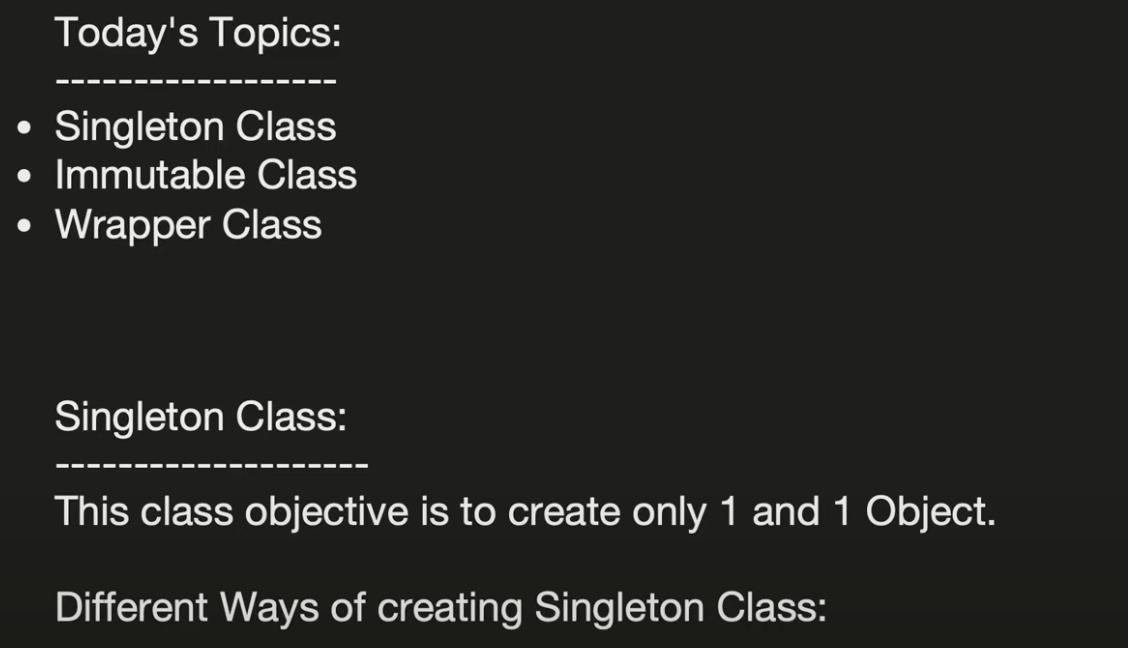 Today's Topics:
------------------
• Singleton Class
• Immutable Class
• Wrapper Class
Singleton Class:
--------------------
This class objective is to create only 1 and 1 Object.
Different Ways of creating Singleton Class: